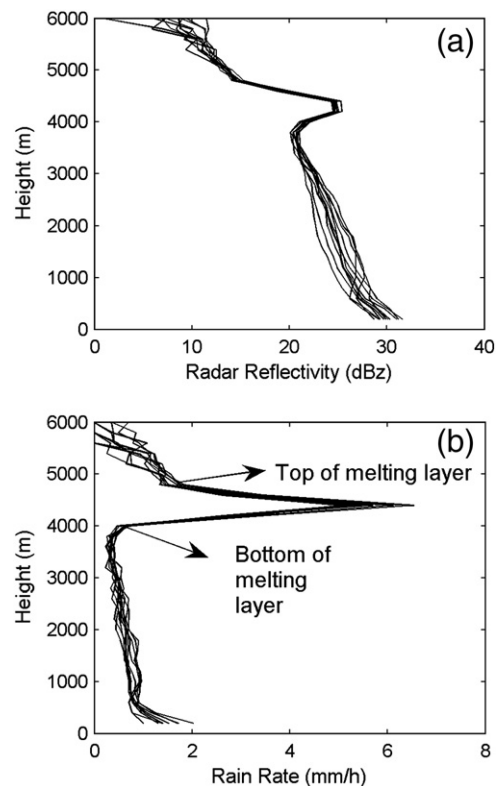 (a)
6000
5000
4000
3000
2000
1000
0
Height (m)
0
10
20
30
40
Radar Reflectivity (dBz)
(b)
6000
5000
4000
3000
2000
1000
0
Height (m)
Top of melting layer
Bottom of
melting
layer
0
2
4
6
8
Rain Rate (mm/h)